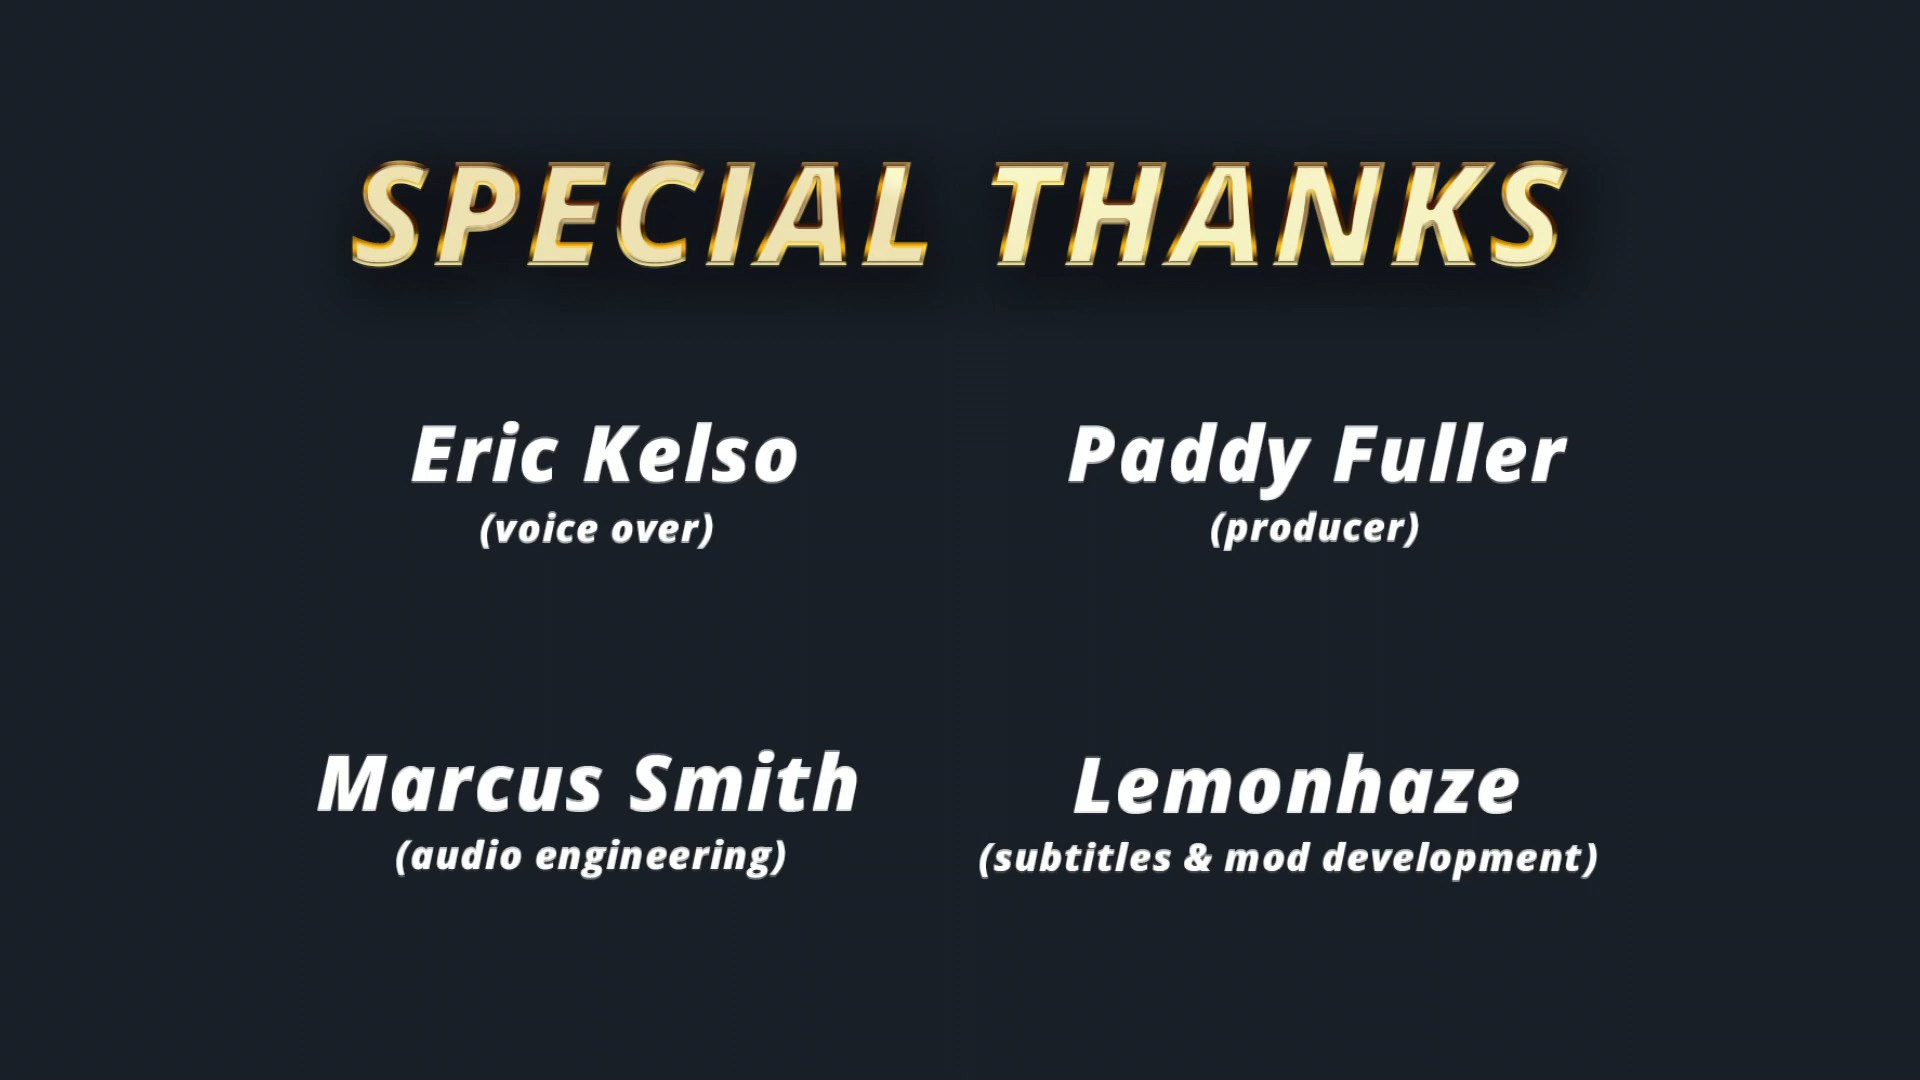 SPECIAL THANKS
Eric Kelso
(voice over)
Paddy Fuller
(producer)
Marcus Smith
(audio engineering)
Lemonhaze
(subtitles & mod development)